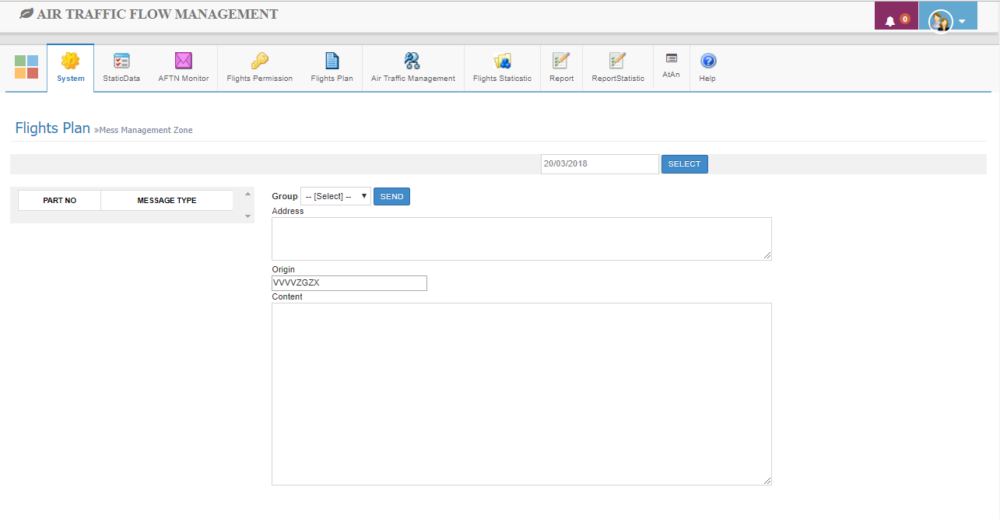 AIR TRAFFIC FLOW MANAGEMENT
0
System StaticData AFTN Monitor Flights Permission Flights Plan Air Traffic Management Flights Staticstic Report ReportStatistic AtAn Help
Flights Plan »Mess Management Zone
20/03/2018 SELECT
PART NO MESSAGE TYPE
Group -- [Select] -- SEND
Address
Origin
VVVVZGZX
Content